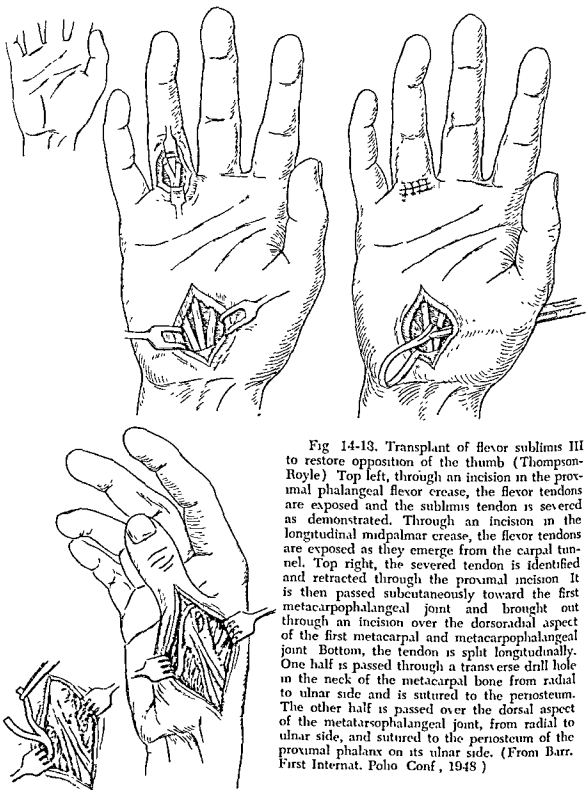 Fig 14-13. Transplant of flexor sublimis III
to restore opposition of the thumb (Thompson-
Royle) Top left, through an incision in the prox-
imal phalangeal flexor crease, the flexor tendons
are exposed and the sublimis tendon is severed
as demonstrated. Through an incision in the
longitudinal midpalmar crease, the flexor tendons
are exposed as they emerge from the carpal tun-
nel. Top right, the severed tendon is identified
and retracted through the proximal incision It
is then passed subcutaneously toward the first
metacarpophalangeal joint and brought out
through an incision over the dorsoradial aspect
of the first metacarpal and metacarpophalangeal
joint Bottom, the tendon is split longitudinally.
One half is passed through a transverse drill hole
in the neck of the metacarpal bone from radial
to ulnar side and is sutured to the periosteum.
The other half is passed over the dorsal aspect
of the metatarsophalangeal joint, from radial to
ulnar side, and sutured to the periosteum of the
proximal phalanx on its ulnar side. (From Barr.
First Internat. Polio Conf , 1948 )